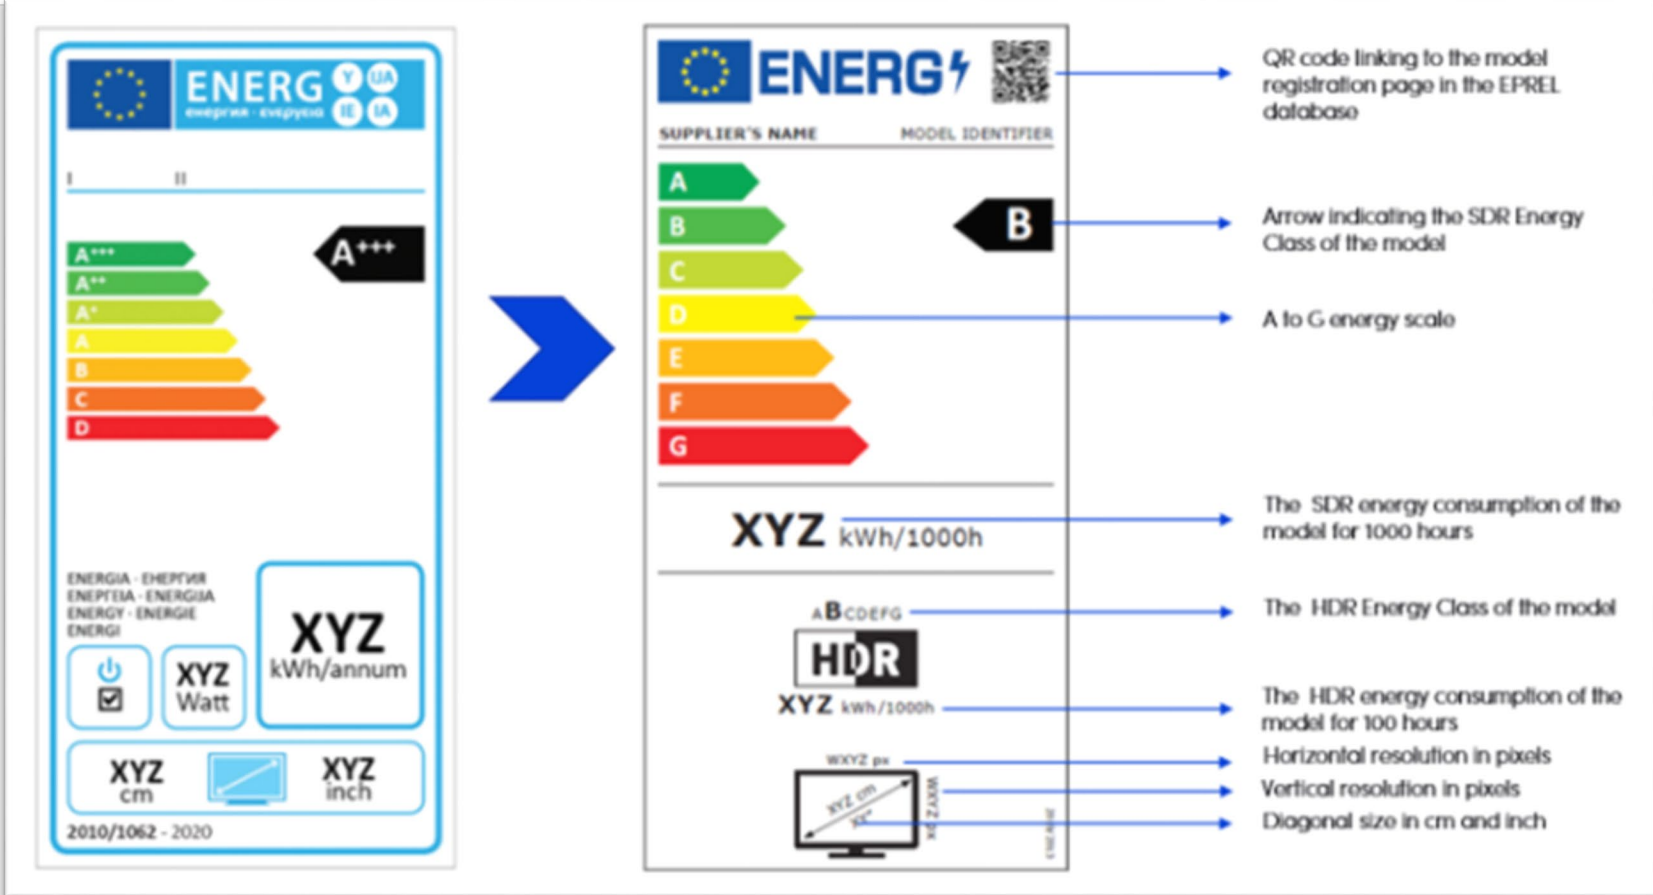 ENERG Y UA
енергия · ενεργεια IE IA
I II
A+++
A++
A+
A
B
C
D
A+++
ENERGIA · ЕНЕРГИЯ
ΕΝΕΡΓΕΙΑ · ENERGIJA
ENERGY · ENERGIE
ENERGI
XYZ
kWh/annum
XYZ
Watt
XYZ
cm
XYZ
inch
2010/1062 - 2020
ENERG
SUPPLIER'S NAME MODEL IDENTIFIER
A
B
C
D
E
F
G
B
XYZ kWh/1000h
ABCDEFG
HDR
XYZ kWh/1000h
WXYZ px
XYZ cm
WXYZ px
QR code linking to the model
registration page in the EPREL
database
Arrow indicating the SDR Energy
Class of the model
A to G energy scale
The SDR energy consumption of the
model for 1000 hours
The HDR Energy Class of the model
The HDR energy consumption of the
model for 100 hours
Horizontal resolution in pixels
Vertical resolution in pixels
Diagonal size in cm and inch